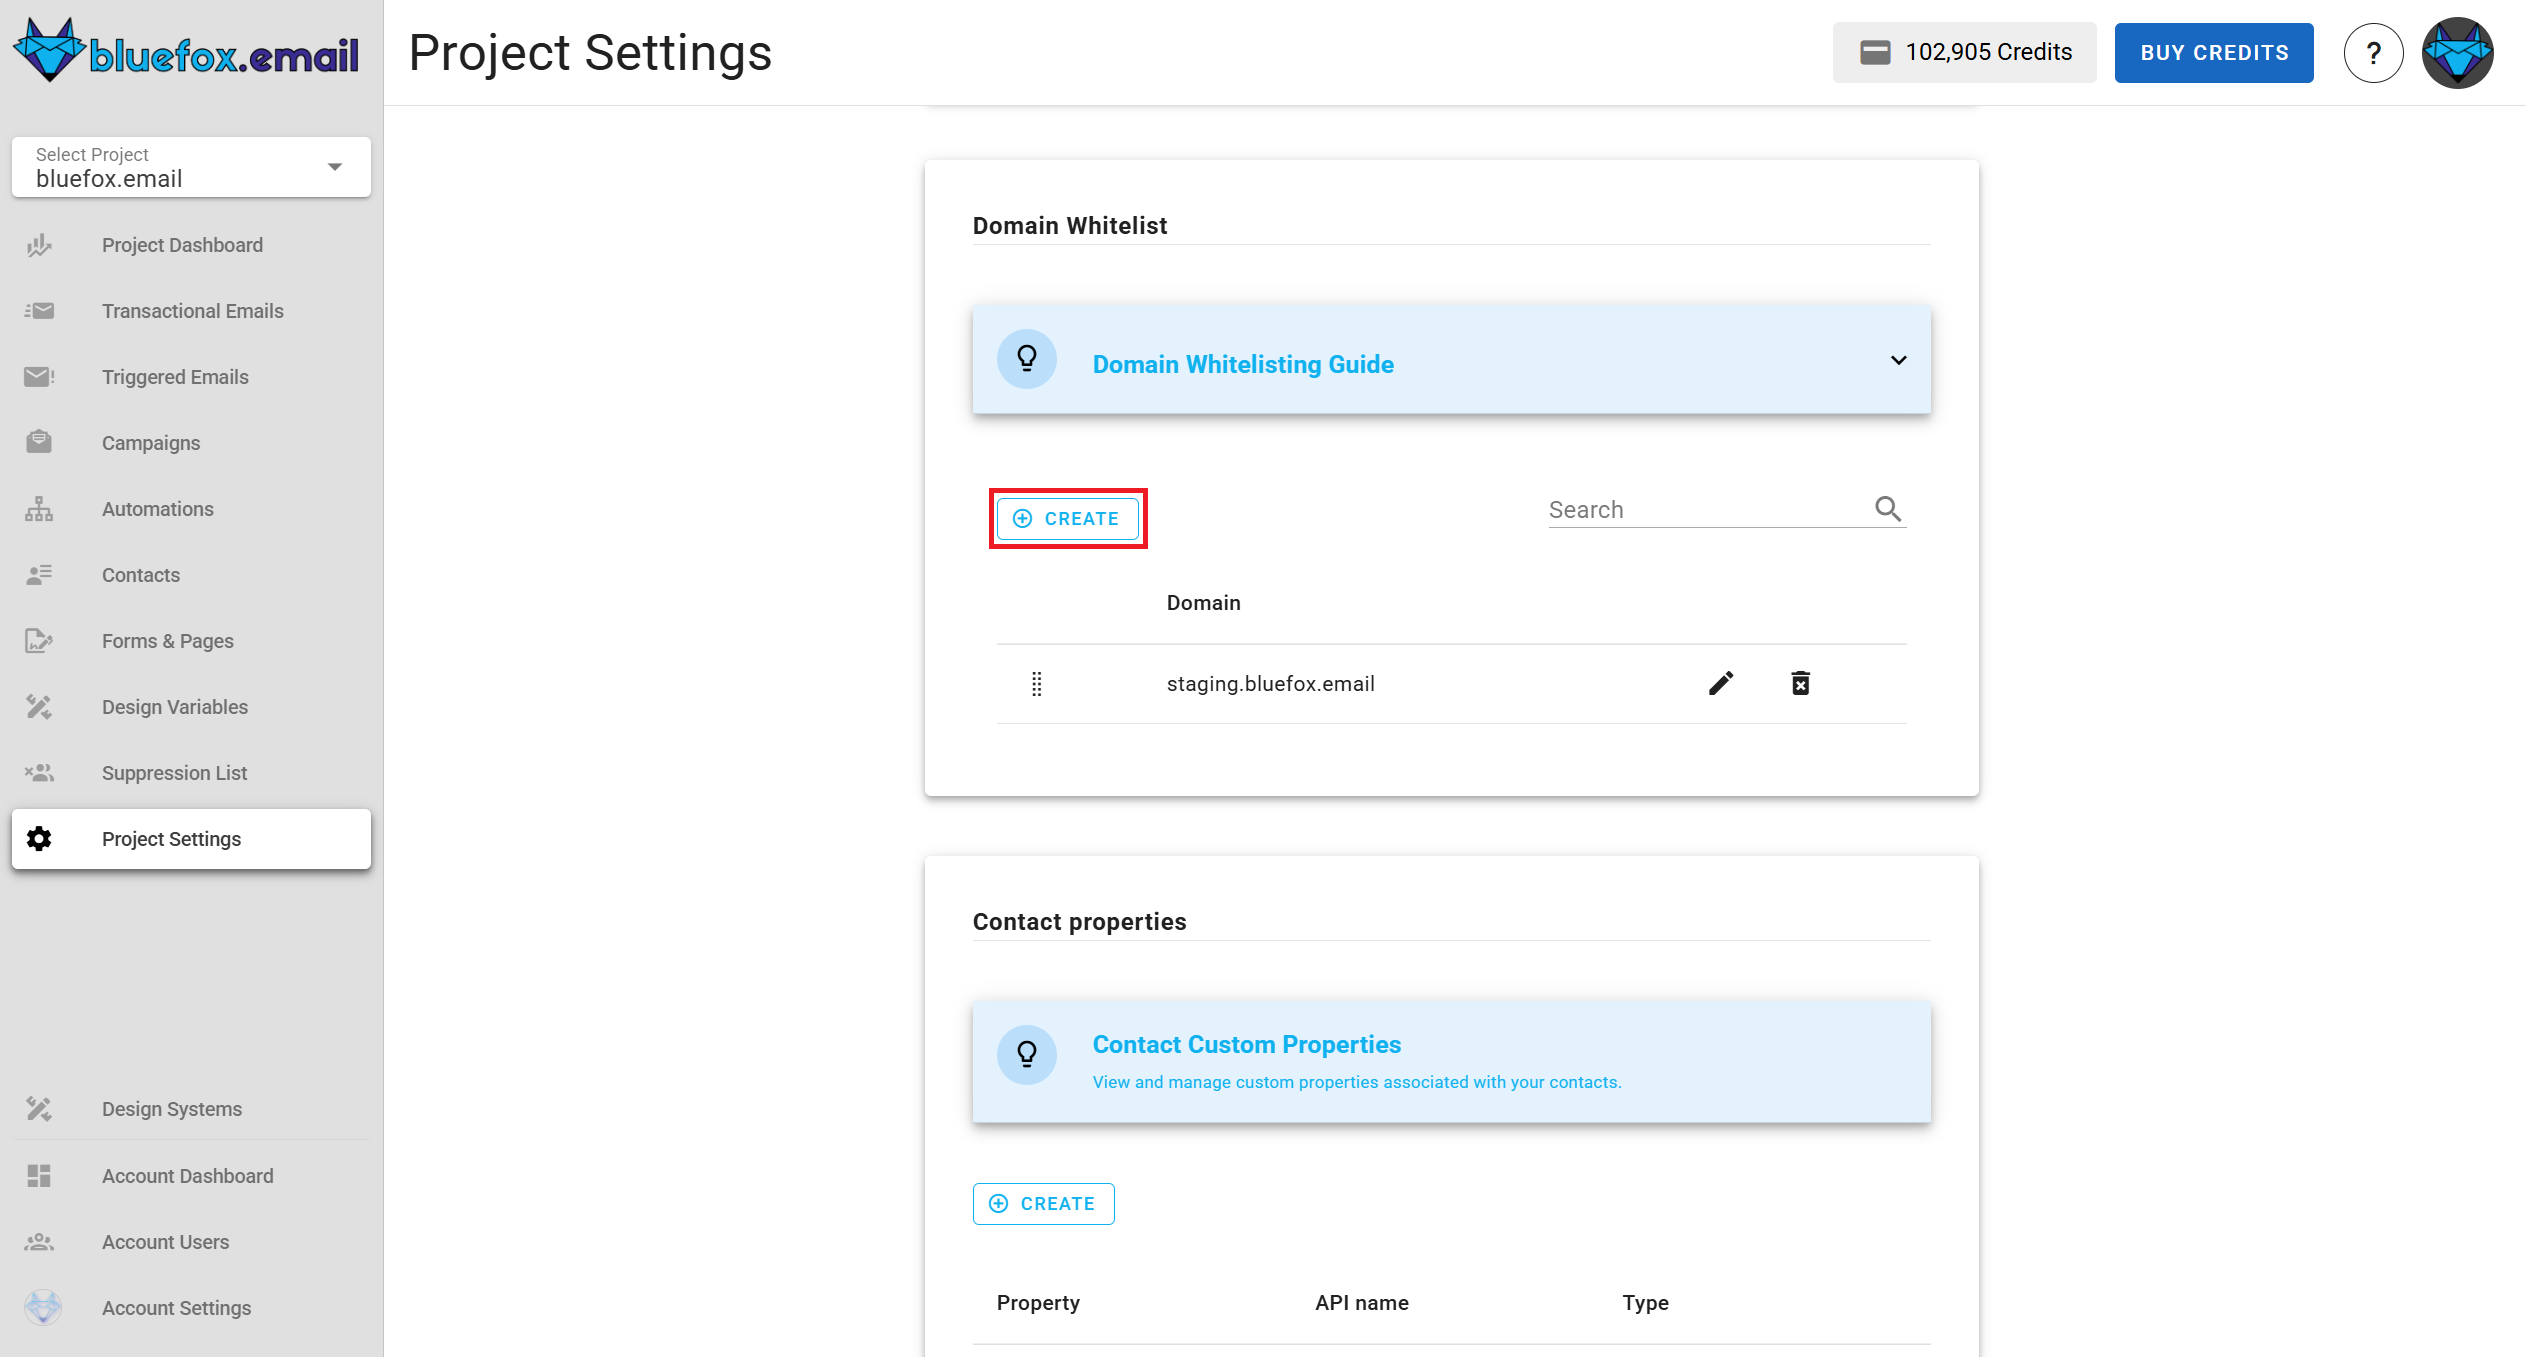 bluefox.email
Project Settings
102,905 Credits
BUY CREDITS
?
Select Project
bluefox.email
Project Dashboard
Transactional Emails
Triggered Emails
Campaigns
Automations
Contacts
Forms & Pages
Design Variables
Suppression List
Project Settings
Design Systems
Account Dashboard
Account Users
Account Settings
Domain Whitelist
Domain Whitelisting Guide
CREATE
Search
Domain
staging.bluefox.email
Contact properties
Contact Custom Properties
View and manage custom properties associated with your contacts.
CREATE
Property API name Type